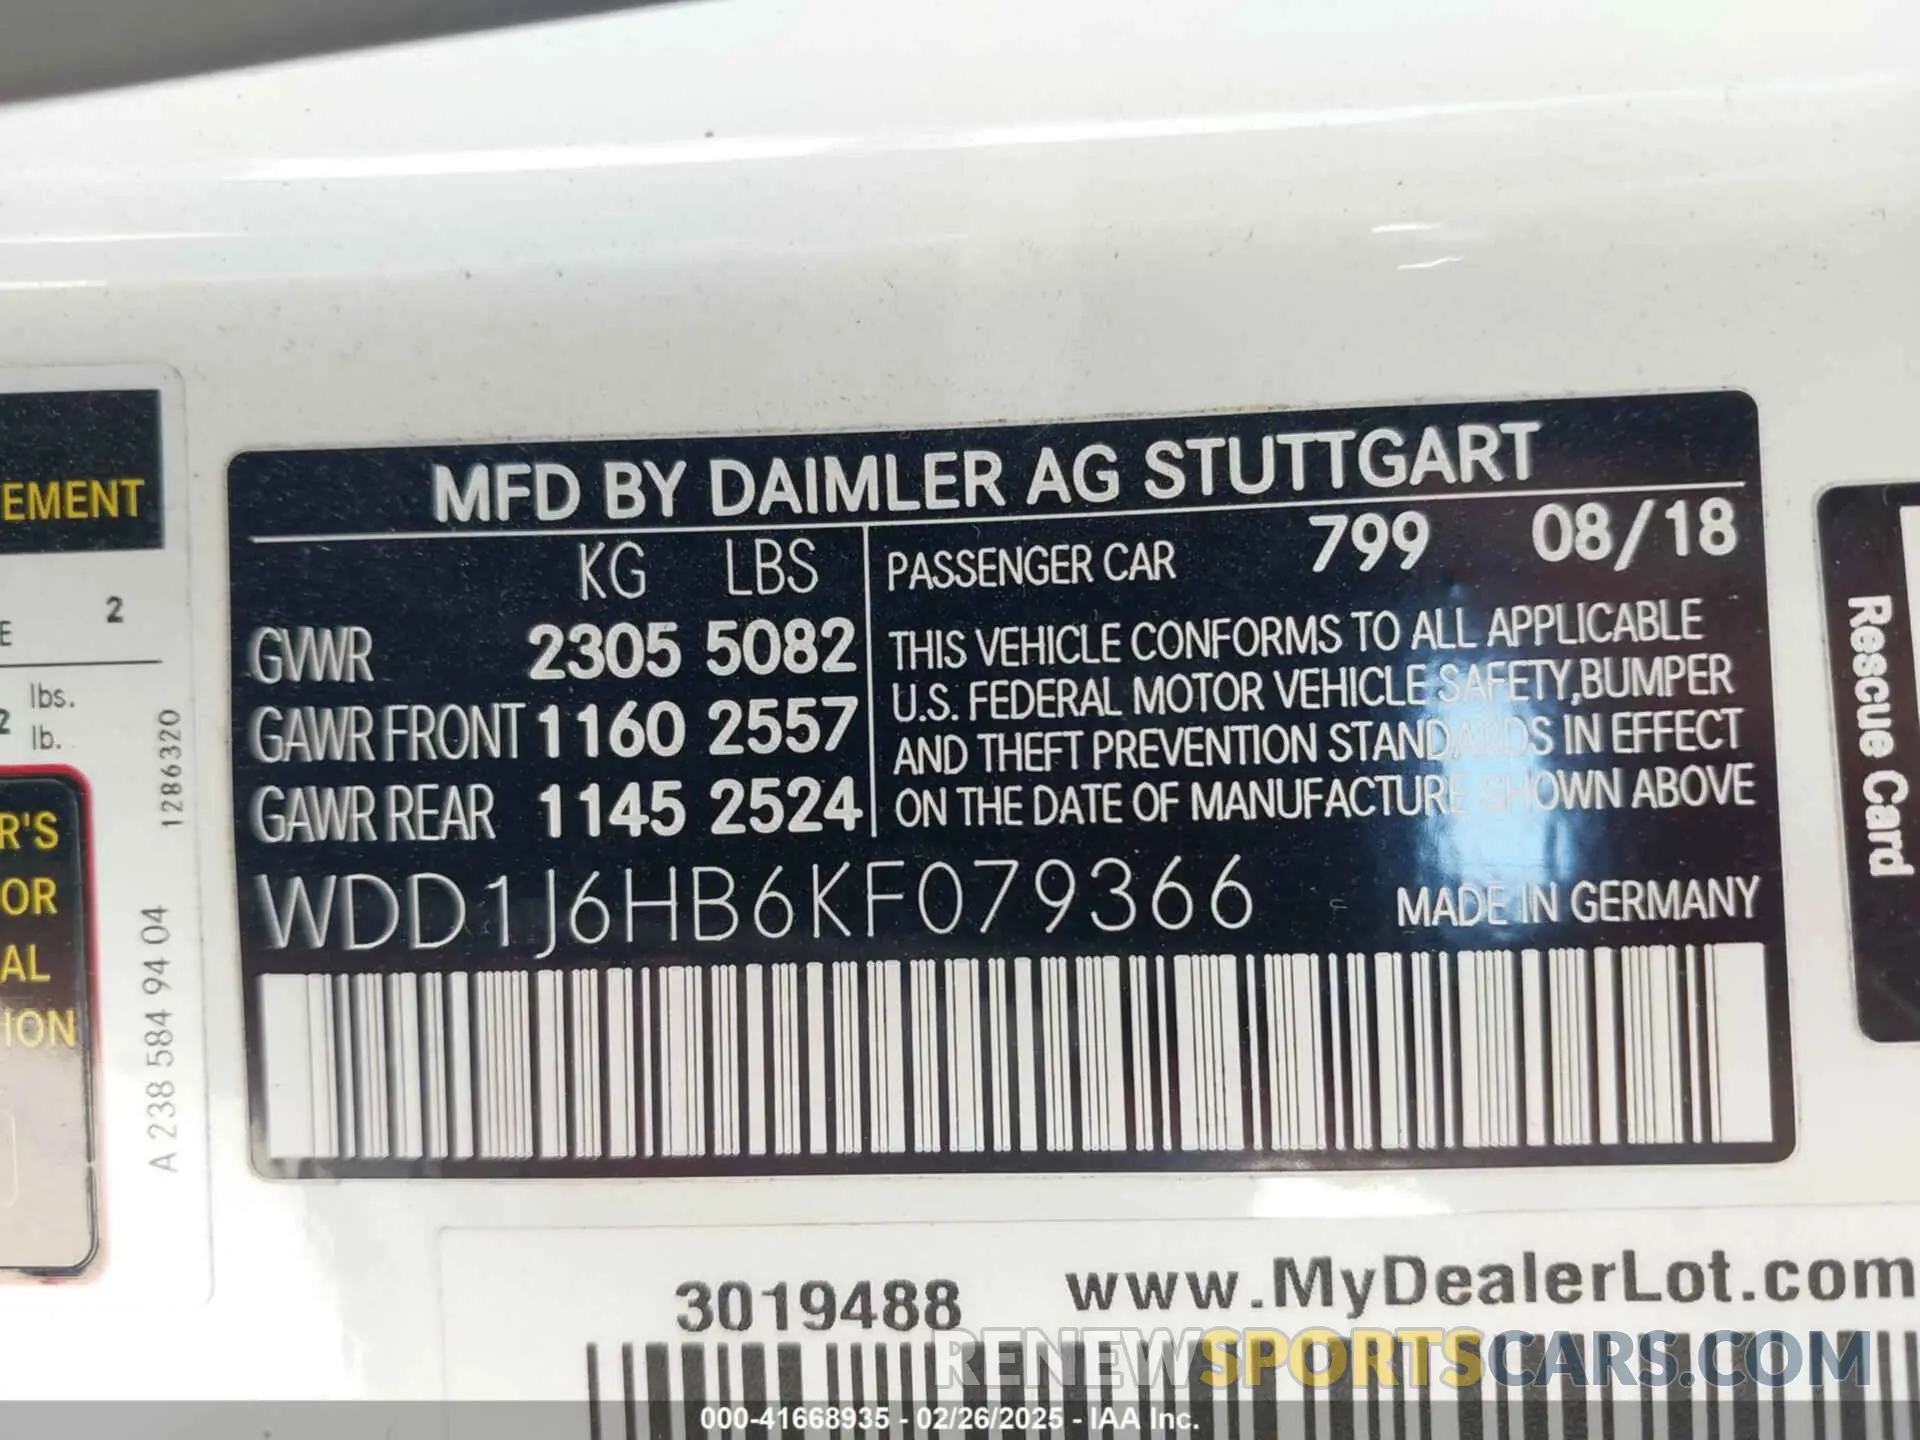 MFD BY DAIMLER AG STUTTGART
KG LBS
GVWR 2305 5082
GAWR FRONT 1160 2557
GAWR REAR 1145 2524
PASSENGER CAR 799 08/18
THIS VEHICLE CONFORMS TO ALL APPLICABLE
U.S. FEDERAL MOTOR VEHICLE SAFETY,BUMPER
AND THEFT PREVENTION STANDARDS IN EFFECT
ON THE DATE OF MANUFACTURE SHOWN ABOVE
WDD1J6HB6KF079366
MADE IN GERMANY
EMENT
E 2
2 lbs.
lb.
R'S
OR
AL
ION
12863320
A 238 584 94 04
Rescue Card
3019488 www.MyDealerLot.com
RENEWSPORTSCARS.COM
000-41668935 - 02/26/2025 - IAA Inc.